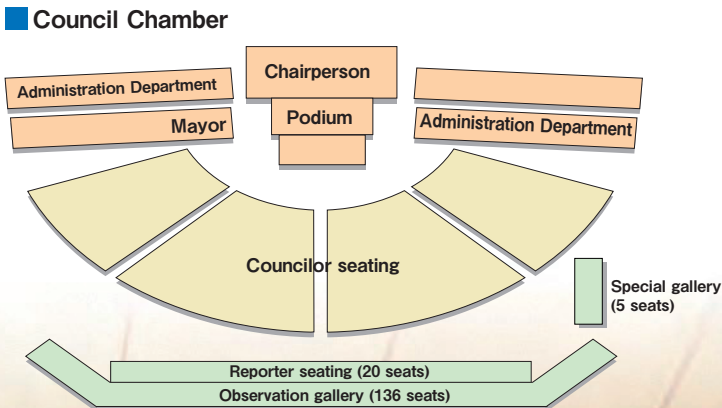 Council Chamber
Chairperson
Administration Department
Podium
Mayor
Administration Department
Councilor seating
Special gallery
(5 seats)
Reporter seating (20 seats)
Observation gallery (136 seats)